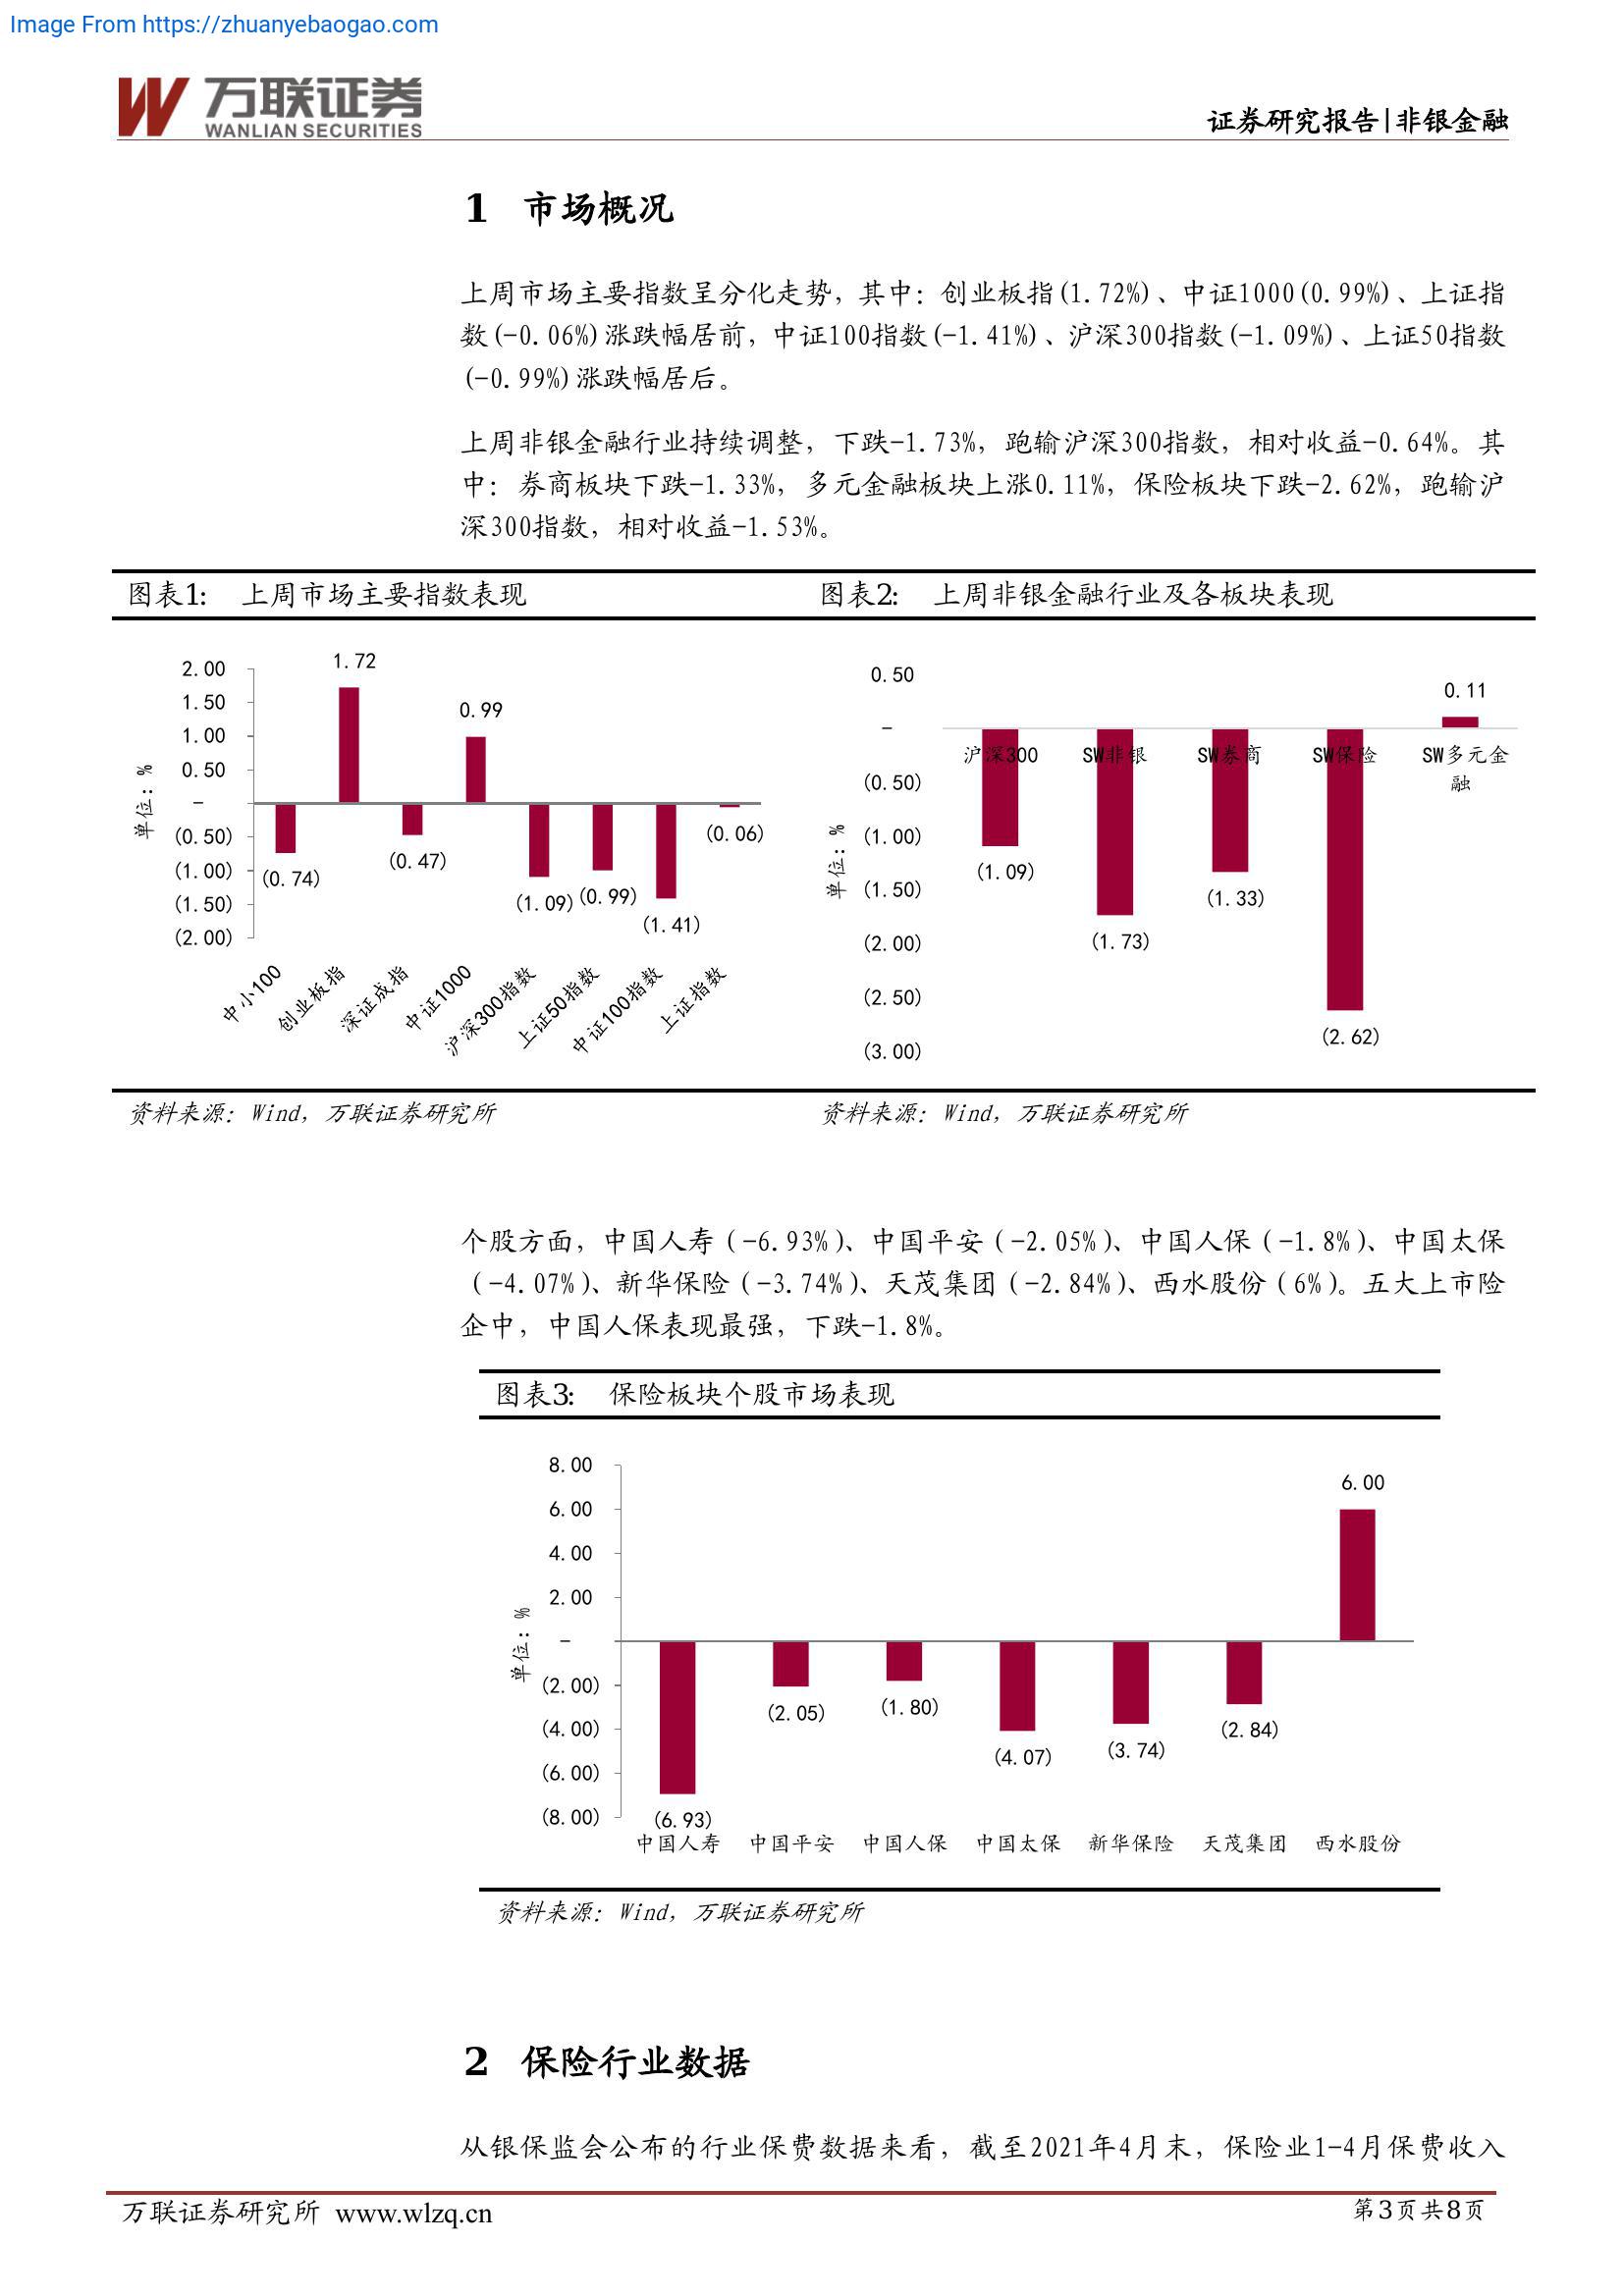 Image From https://zhuanyebaogao.com
万联证券
WANLIAN SECURITIES
证券研究报告|非银金融
1 市场概况
上周市场主要指数呈分化走势，其中：创业板指(1.72%)、中证1000(0.99%)、上证指
数(-0.06%)涨跌幅居前，中证100指数(-1.41%)、沪深300指数(-1.09%)、上证50指数
(-0.99%)涨跌幅居后。
上周非银金融行业持续调整，下跌-1.73%，跑输沪深300指数，相对收益-0.64%。其
中：券商板块下跌-1.33%，多元金融板块上涨0.11%，保险板块下跌-2.62%，跑输沪
深300指数，相对收益-1.53%。
图表1: 上周市场主要指数表现
单位：%
2.00
1.50
1.00
0.50
-
(0.50)
(1.00)
(1.50)
(2.00)
(0.74)
1.72
(0.47)
0.99
(1.09)
(0.99)
(1.41)
(0.06)
中小100
创业板指
深证成指
中证1000
沪深300指数
上证50指数
中证100指数
上证指数
资料来源：Wind，万联证券研究所
图表2: 上周非银金融行业及各板块表现
单位：%
0.50
-
(0.50)
(1.00)
(1.50)
(2.00)
(2.50)
(3.00)
沪深300
SW非银
SW券商
SW保险
SW多元金
融
(1.09)
(1.73)
(1.33)
(2.62)
0.11
资料来源：Wind，万联证券研究所
个股方面，中国人寿（-6.93%）、中国平安（-2.05%）、中国人保（-1.8%）、中国太保
（-4.07%）、新华保险（-3.74%）、天茂集团（-2.84%）、西水股份（6%）。五大上市险
企中，中国人保表现最强，下跌-1.8%。
图表3: 保险板块个股市场表现
单位：%
8.00
6.00
4.00
2.00
-
(2.00)
(4.00)
(6.00)
(8.00)
(6.93)
(2.05)
(1.80)
(4.07)
(3.74)
(2.84)
6.00
中国人寿
中国平安
中国人保
中国太保
新华保险
天茂集团
西水股份
资料来源：Wind，万联证券研究所
2 保险行业数据
从银保监会公布的行业保费数据来看，截至2021年4月末，保险业1-4月保费收入
万联证券研究所 www.wlzq.cn
第3页共8页